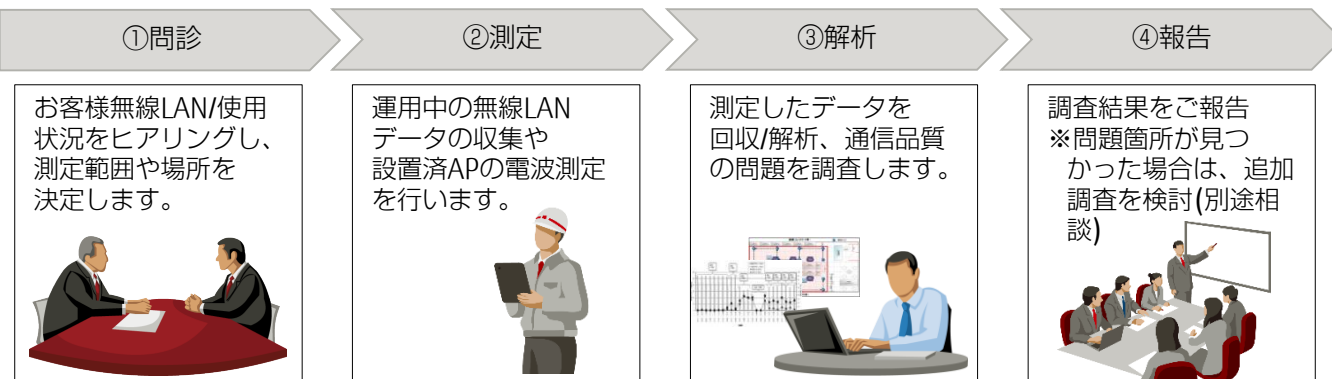 ①問診
②測定
③解析
④報告
お客様無線LAN/使用
状況をヒアリングし、
測定範囲や場所を
決定します。
運用中の無線LAN
データの収集や
設置済APの電波測定
を行います。
測定したデータを
回収/解析、通信品質
の問題を調査します。
調査結果をご報告
※問題箇所が見つ
かった場合は、追加
調査を検討(別途相
談)